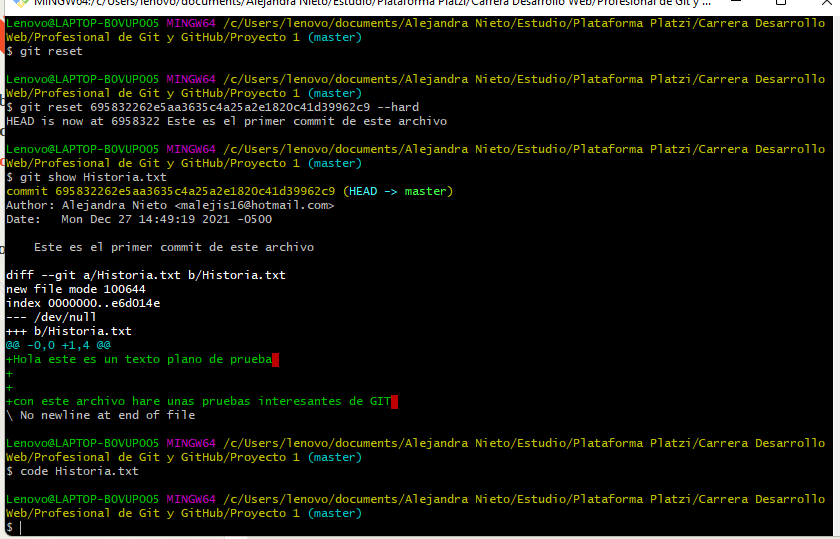 MINGW64:/c/Users/lenovo/documents/Alejandra Nieto/Estudio/Plataforma Platzi/Carrera Desarrollo Web/Profesional de Git y ...
Lenovo@LAPTOP-BOVUPOO5 MINGW64 /c/Users/lenovo/documents/Alejandra Nieto/Estudio/Plataforma Platzi/Carrera Desarrollo
Web/Profesional de Git y GitHub/Proyecto 1 (master)
$ git reset
Lenovo@LAPTOP-BOVUPOO5 MINGW64 /c/Users/lenovo/documents/Alejandra Nieto/Estudio/Plataforma Platzi/Carrera Desarrollo
Web/Profesional de Git y GitHub/Proyecto 1 (master)
$ git reset 695832262e5aa3635c4a25a2e1820c41d39962c9 --hard
HEAD is now at 6958322 Este es el primer commit de este archivo
Lenovo@LAPTOP-BOVUPOO5 MINGW64 /c/Users/lenovo/documents/Alejandra Nieto/Estudio/Plataforma Platzi/Carrera Desarrollo
Web/Profesional de Git y GitHub/Proyecto 1 (master)
$ git show Historia.txt
commit 695832262e5aa3635c4a25a2e1820c41d39962c9 (HEAD -> master)
Author: Alejandra Nieto <malejis16@hotmail.com>
Date:   Mon Dec 27 14:49:19 2021 -0500
    Este es el primer commit de este archivo
diff --git a/Historia.txt b/Historia.txt
new file mode 100644
index 0000000..e6d014e
--- /dev/null
+++ b/Historia.txt
@@ -0,0 +1,4 @@
+Hola este es un texto plano de prueba
+
+
+con este archivo hare unas pruebas interesantes de GIT
\ No newline at end of file
Lenovo@LAPTOP-BOVUPOO5 MINGW64 /c/Users/lenovo/documents/Alejandra Nieto/Estudio/Plataforma Platzi/Carrera Desarrollo
Web/Profesional de Git y GitHub/Proyecto 1 (master)
$ code Historia.txt
Lenovo@LAPTOP-BOVUPOO5 MINGW64 /c/Users/lenovo/documents/Alejandra Nieto/Estudio/Plataforma Platzi/Carrera Desarrollo
Web/Profesional de Git y GitHub/Proyecto 1 (master)
$